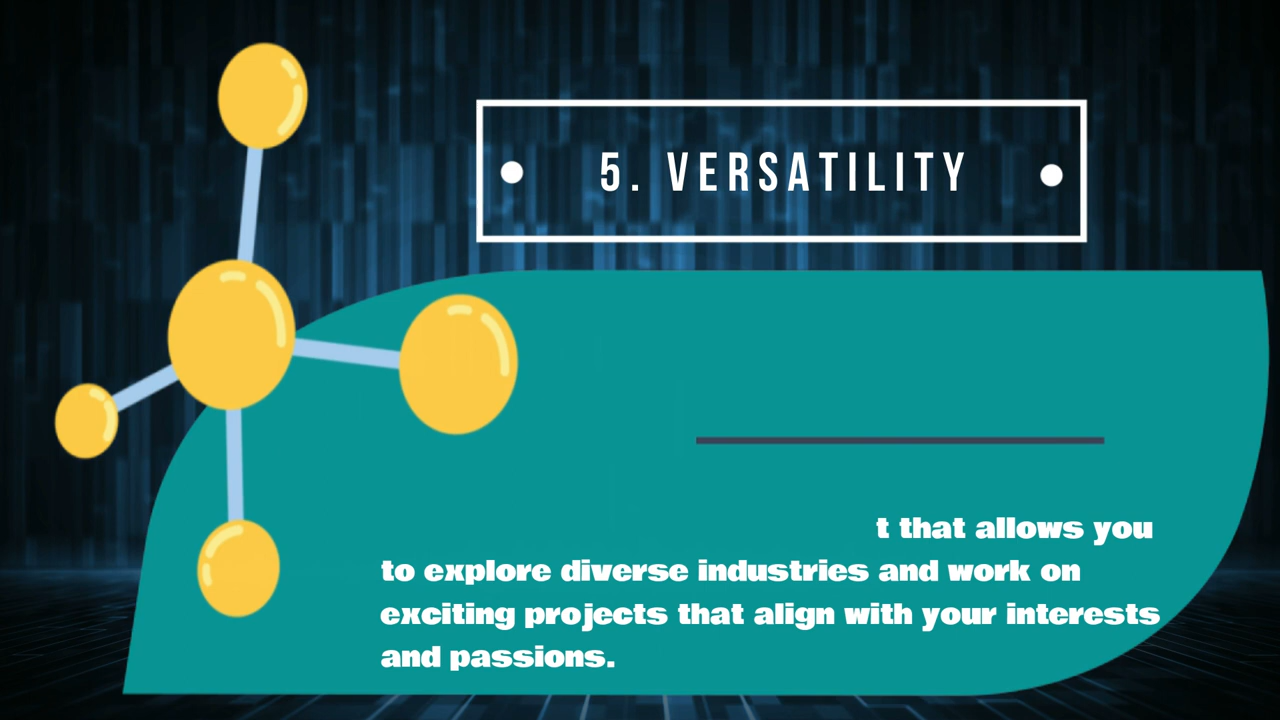 5. VERSATILITY
t that allows you
to explore diverse industries and work on
exciting projects that align with your interests
and passions.